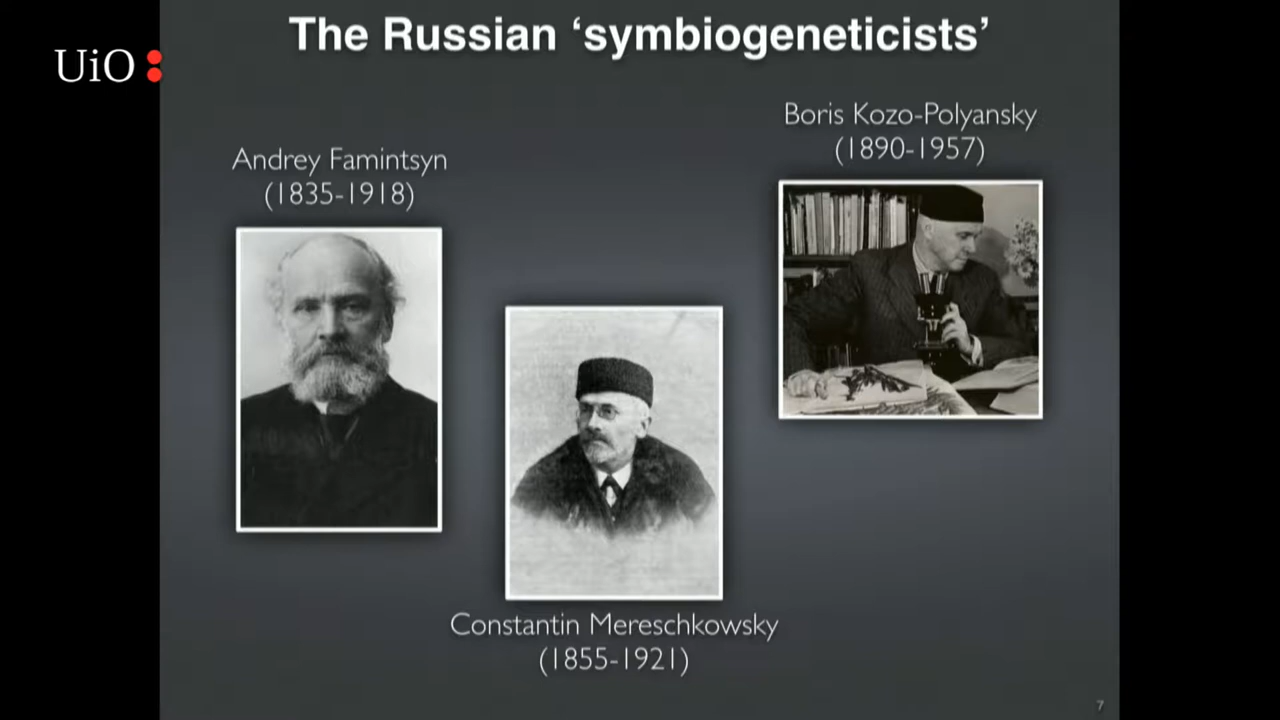 The Russian ‘symbiogeneticists’
UiO:
Boris Kozo-Polyansky
(1890-1957)
Andrey Famintsyn
(1835-1918)
Constantin Mereschkowsky
(1855-1921)
7